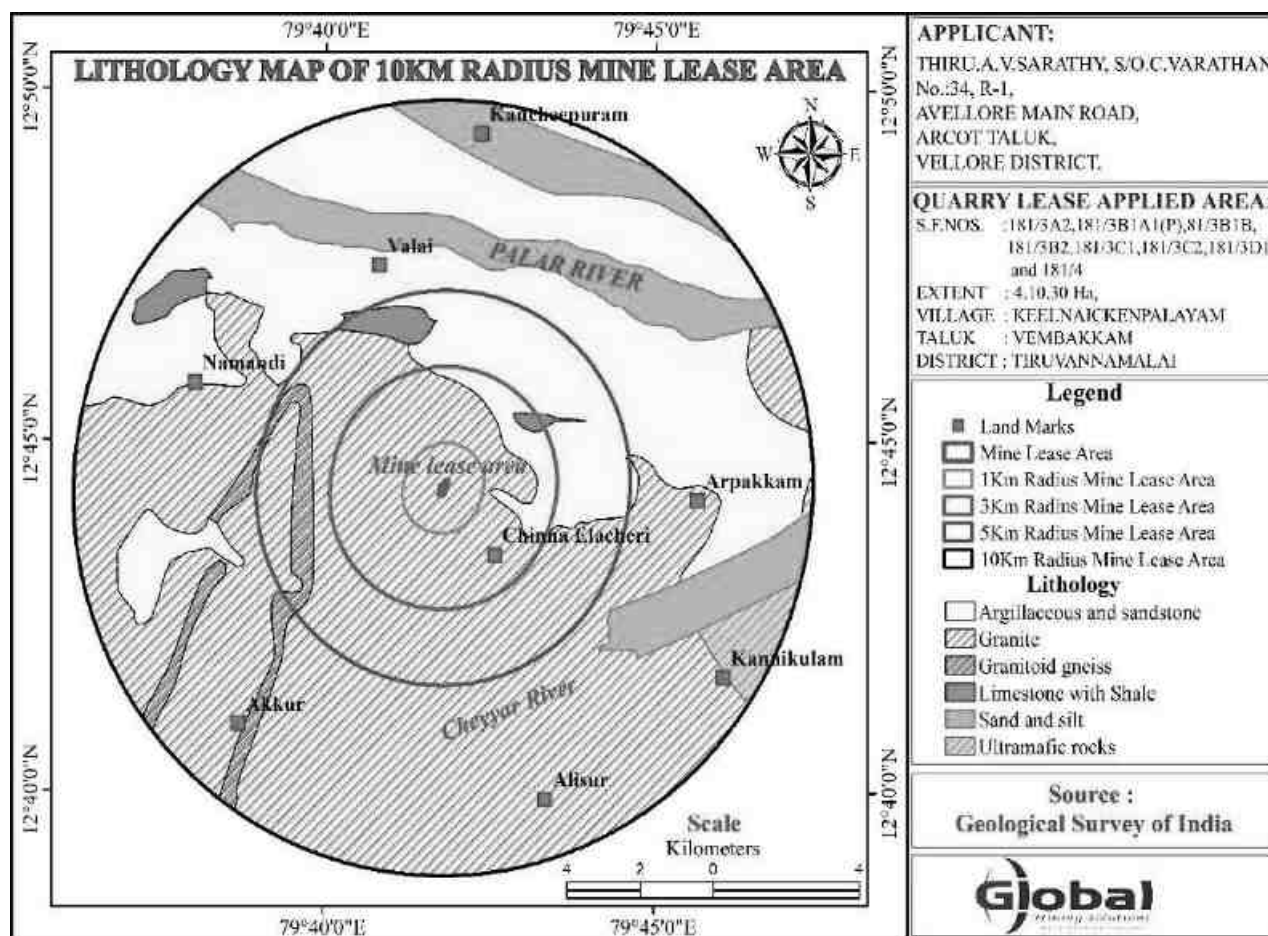 79°40'0"E
79°45'0"E
LITHOLOGY MAP OF 10KM RADIUS MINE LEASE AREA
12°50'0"N
12°50'0"N
Kancheepuram
N
W
E
S
Valai
PALAR RIVER
Namandi
12°45'0"N
12°45'0"N
Mine lease area
Arpakkam
Chinna Elacheri
Kannikulam
Cheyyar River
Akkur
Alisur
12°40'0"N
12°40'0"N
Scale
Kilometers
4
2
0
4
79°40'0"E
79°45'0"E
APPLICANT:
THIRU.A.V.SARATHY, S/O.C.VARATHAN
No.:34, R-1,
AVELLORE MAIN ROAD,
ARCOT TALUK,
VELLORE DISTRICT.
QUARRY LEASE APPLIED AREA:
S.F.NOS. :181/3A2,181/3B1A1(P),81/3B1B,
181/3B2,181/3C1,181/3C2,181/3D1
and 181/4
EXTENT : 4.10.30 Ha,
VILLAGE : KEELNAICKENPALAYAM
TALUK : VEMBAKKAM
DISTRICT : TIRUVANNAMALAI
Legend
Land Marks
Mine Lease Area
1Km Radius Mine Lease Area
3Km Radius Mine Lease Area
5Km Radius Mine Lease Area
10Km Radius Mine Lease Area
Lithology
Argillaceous and sandstone
Granite
Granitoid gneiss
Limestone with Shale
Sand and silt
Ultramafic rocks
Source :
Geological Survey of India
Global
mining solutions